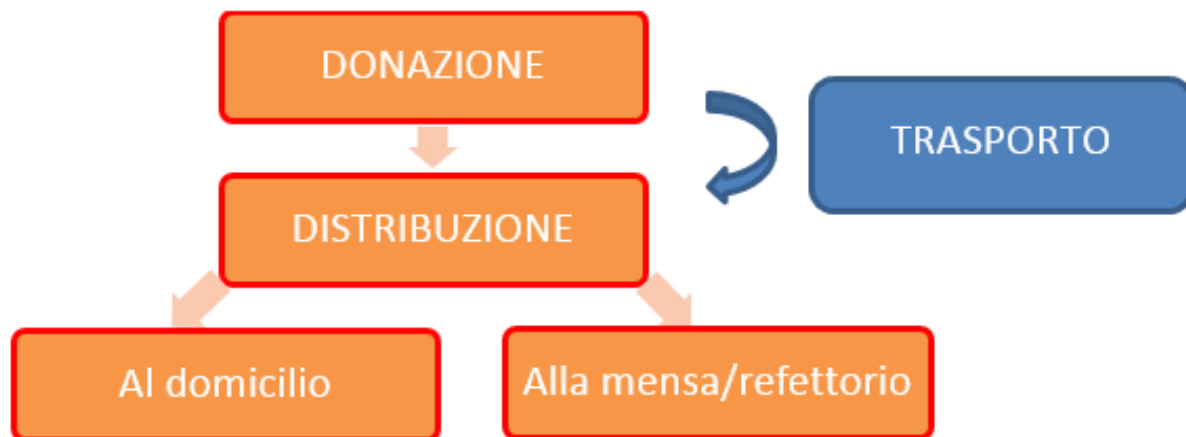 DONAZIONE
TRASPORTO
DISTRIBUZIONE
Al domicilio
Alla mensa/refettorio